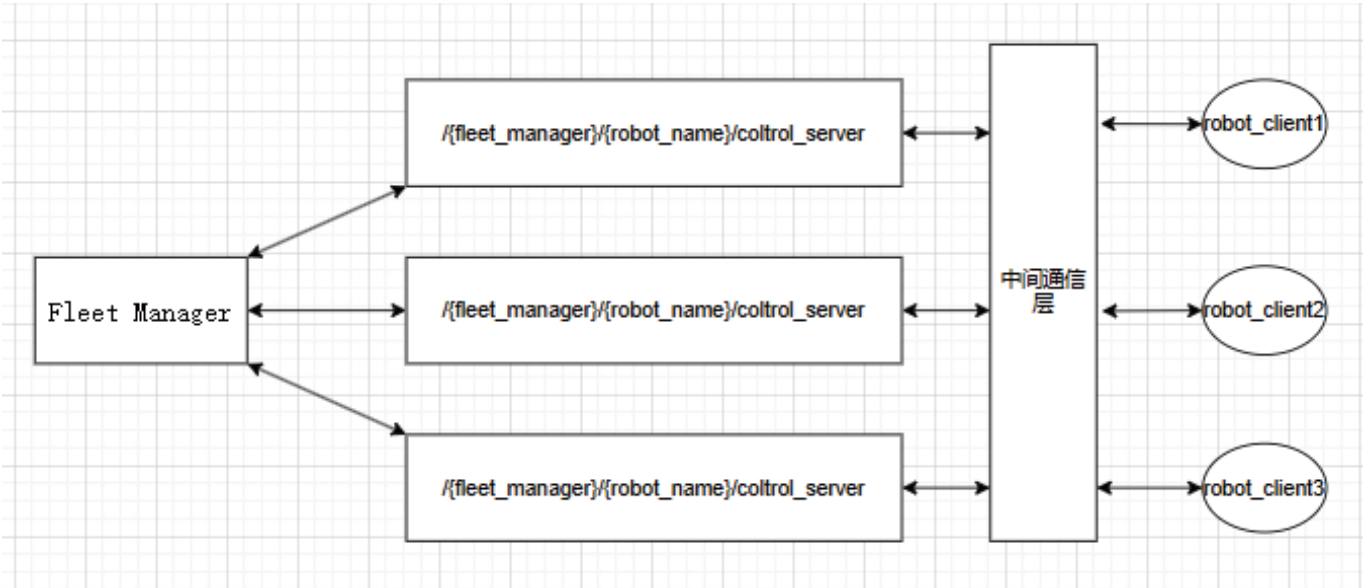 /{fleet_manager}/{robot_name}/coltrol_server
robot_client1
Fleet Manager
/{fleet_manager}/{robot_name}/coltrol_server
中间通信
层
robot_client2
/{fleet_manager}/{robot_name}/coltrol_server
robot_client3